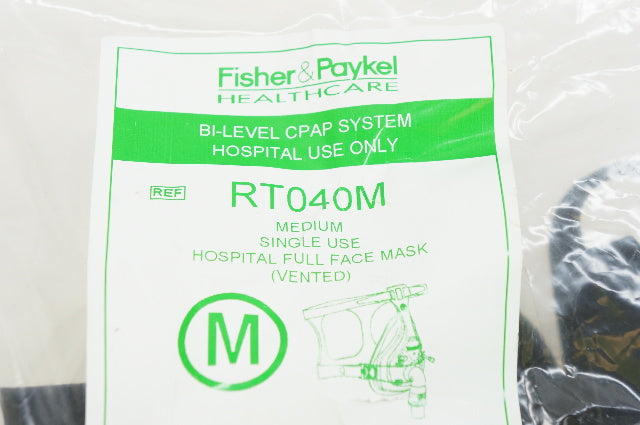 Fisher & Paykel
HEALTHCARE
BI-LEVEL CPAP SYSTEM
HOSPITAL USE ONLY
REF RT040M
MEDIUM
SINGLE USE
HOSPITAL FULL FACE MASK
(VENTED)
M